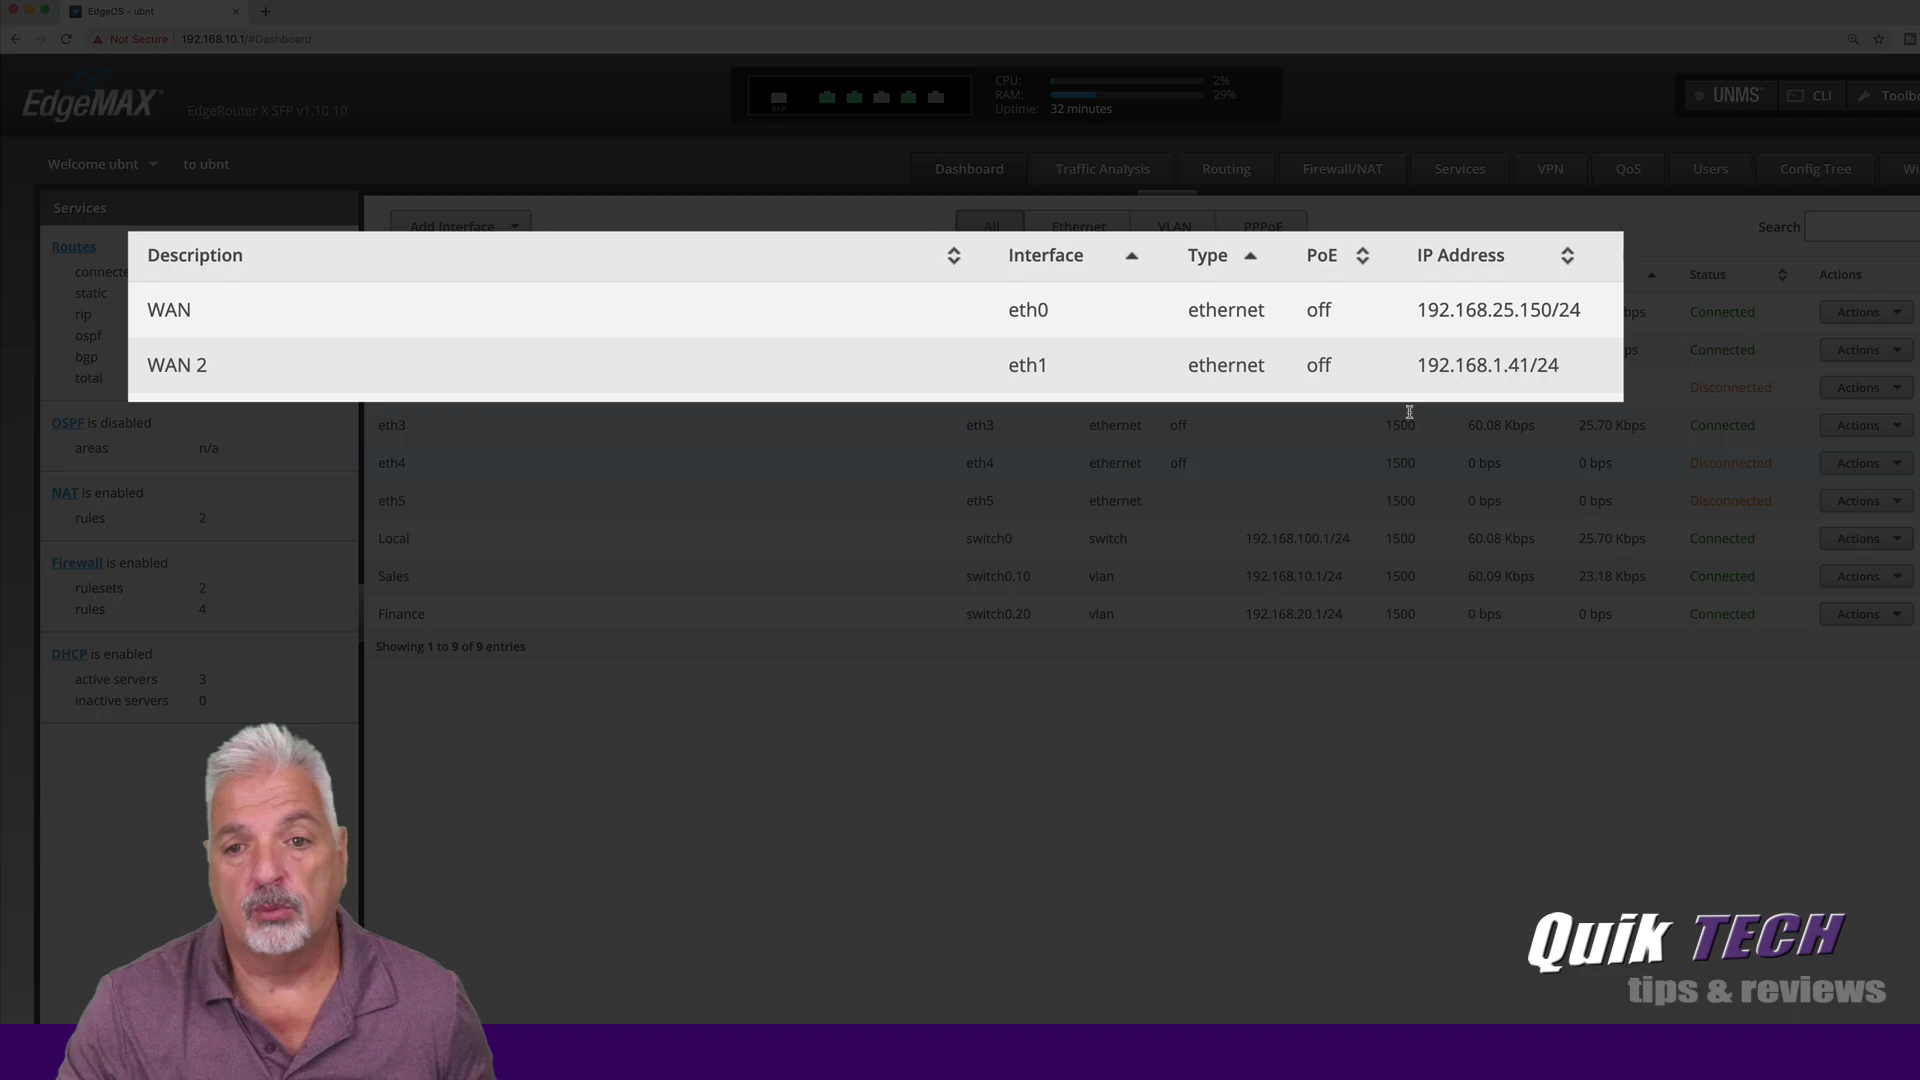 EdgeOS - ubnt
Not Secure 192.168.10.1/#Dashboard
EdgeMAX EdgeRouter X SFP v1.10.10
SFP
CPU: 2%
RAM: 29%
Uptime: 32 minutes
UNMS CLI
Welcome ubnt to ubnt
Dashboard Traffic Analysis Routing Firewall/NAT Services VPN QoS Users Config Tree
Services
Add Interface All Ethernet VLAN PPPoE Search
Routes
static
rip
ospf
bgp
total
OSPF is disabled
areas n/a
NAT is enabled
rules 2
Firewall is enabled
rulesets 2
rules 4
DHCP is enabled
active servers 3
inactive servers 0
Description Interface Type PoE IP Address
WAN eth0 ethernet off 192.168.25.150/24
WAN 2 eth1 ethernet off 192.168.1.41/24
Status Actions
Connected Actions
Connected Actions
Disconnected Actions
eth3 eth3 ethernet off 1500 60.08 Kbps 25.70 Kbps Connected Actions
eth4 eth4 ethernet off 1500 0 bps 0 bps Disconnected Actions
eth5 eth5 ethernet 1500 0 bps 0 bps Disconnected Actions
Local switch0 switch 192.168.100.1/24 1500 60.08 Kbps 25.70 Kbps Connected Actions
Sales switch0.10 vlan 192.168.10.1/24 1500 60.09 Kbps 23.18 Kbps Connected Actions
Finance switch0.20 vlan 192.168.20.1/24 1500 0 bps 0 bps Connected Actions
Showing 1 to 9 of 9 entries
Quik TECH
tips & reviews